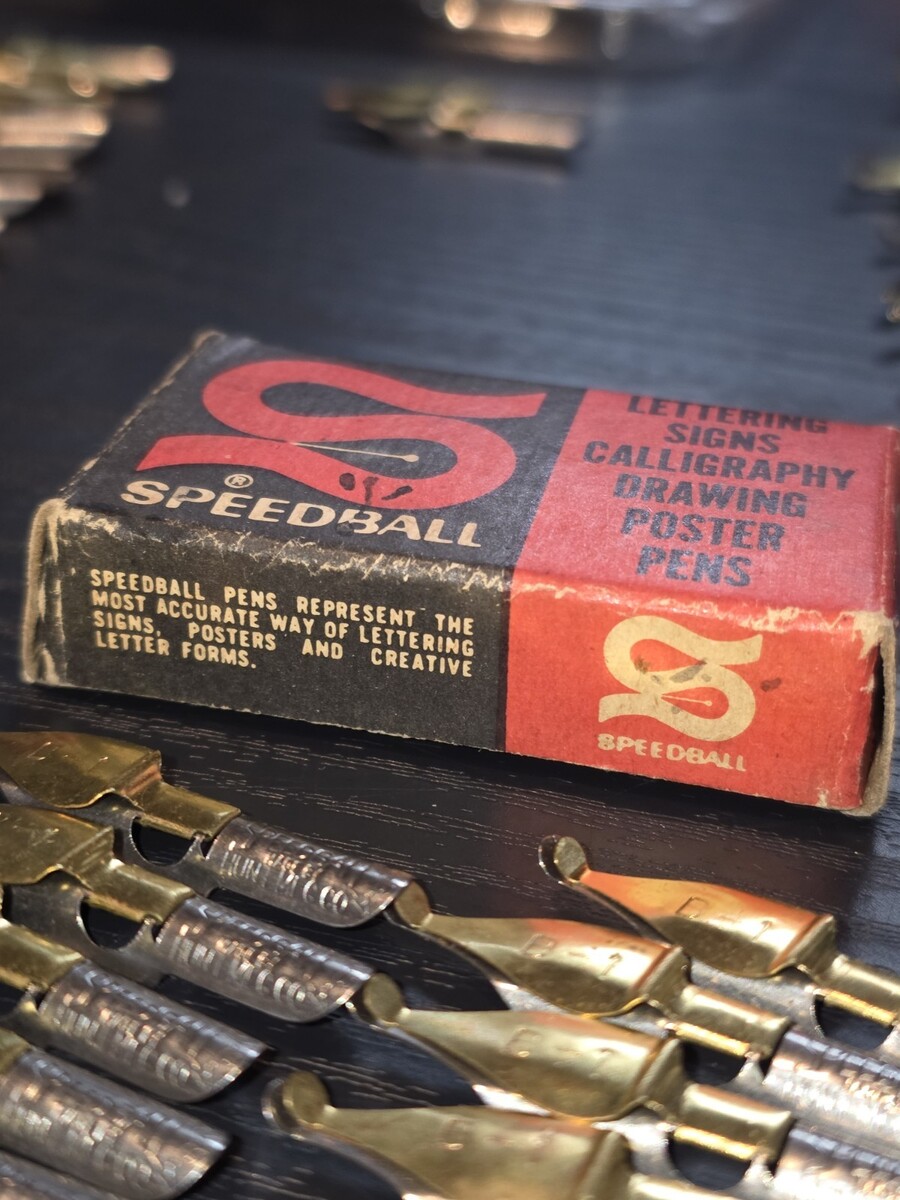 ®
SPEEDBALL
LETTERING
SIGNS
CALLIGRAPHY
DRAWING
POSTER
PENS
SPEEDBALL PENS REPRESENT THE
MOST ACCURATE WAY OF LETTERING
SIGNS, POSTERS AND CREATIVE
LETTER FORMS.
SPEEDBALL